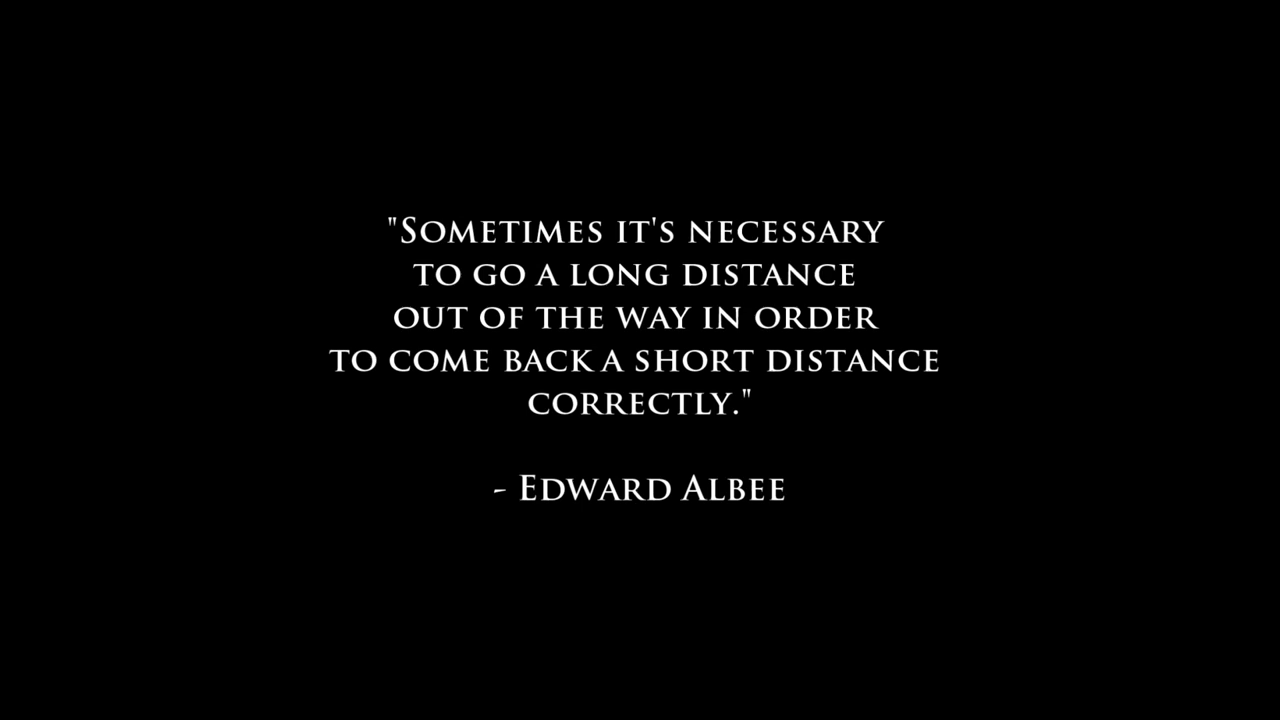 "Sometimes it's necessary
to go a long distance
out of the way in order
to come back a short distance
correctly."
- Edward Albee